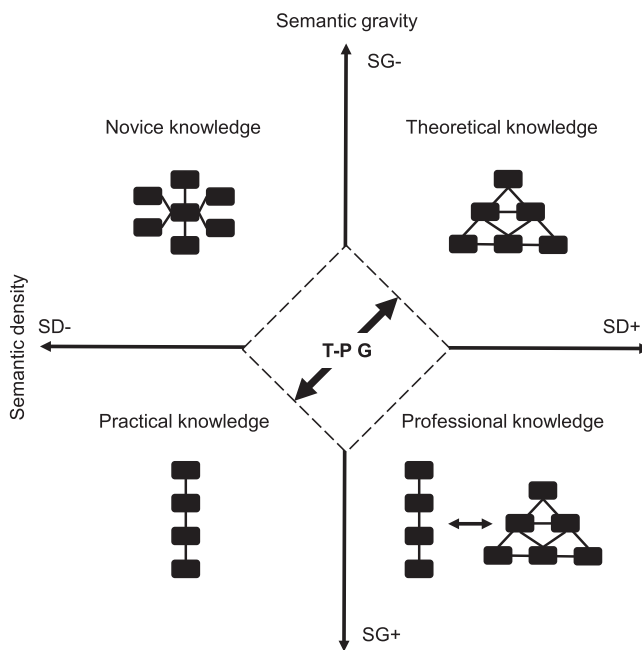 Semantic gravity
SG-
Novice knowledge
Theoretical knowledge
Semantic density
SD-
SD+
T-P G
Practical knowledge
Professional knowledge
SG+